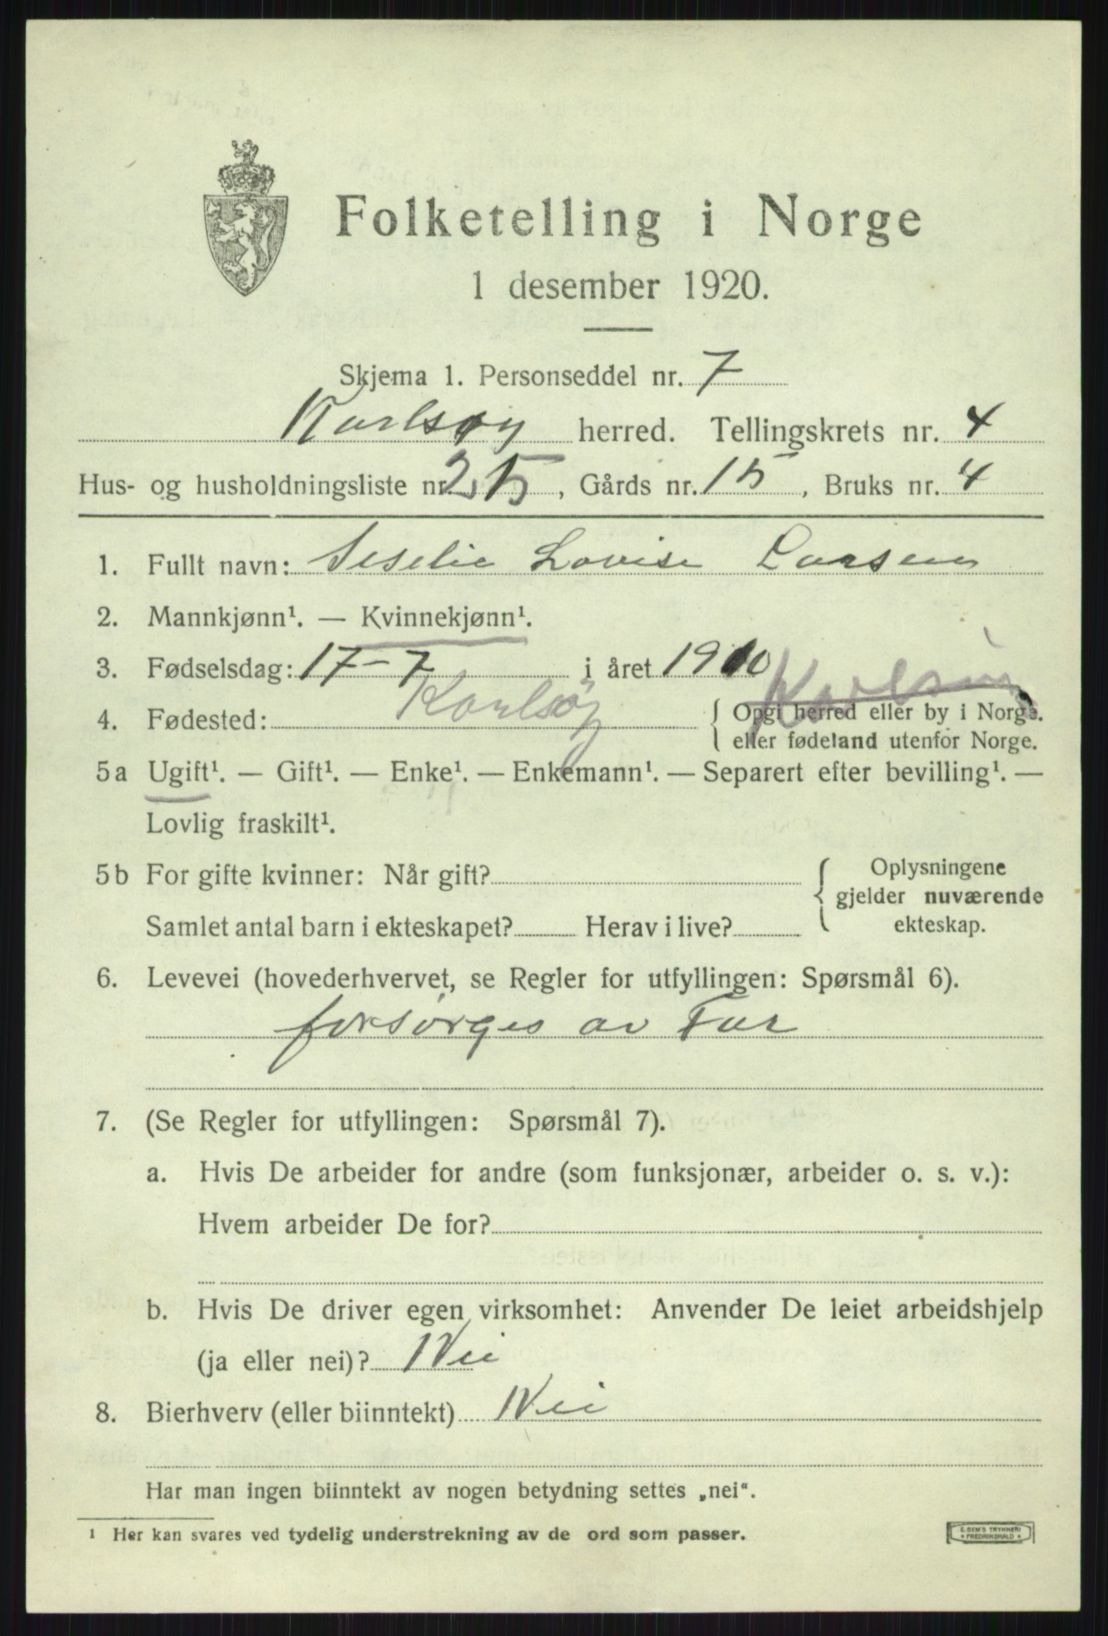 Folketelling i Norge
1 desember 1920.
Skjema 1. Personseddel nr. 7
Karlsøy herred. Tellingskrets nr. 4
Hus- og husholdningsliste nr. 25, Gårds nr. 15, Bruks nr. 4
1. Fullt navn: Seselie Lovise Larsen
2. Mannkjønn¹. — Kvinnekjønn¹.
3. Fødselsdag: 17-7 i året 1910
4. Fødested: Karlsøy { Opgi herred eller by i Norge.
eller fødeland utenfor Norge.
5a Ugift¹. — Gift¹. — Enke¹. — Enkemann¹. — Separert efter bevilling¹. —
Lovlig fraskilt¹.
5b For gifte kvinner: Når gift? { Oplysningene
gjelder nuværende
Samlet antal barn i ekteskapet? Herav i live? ekteskap.
6. Levevei (hovederhvervet, se Regler for utfyllingen: Spørsmål 6).
forsørges av Far
7. (Se Regler for utfyllingen: Spørsmål 7).
a. Hvis De arbeider for andre (som funksjonær, arbeider o. s. v.):
Hvem arbeider De for?
b. Hvis De driver egen virksomhet: Anvender De leiet arbeidshjelp
(ja eller nei)? Nei
8. Bierhverv (eller biinntekt) Nei
Har man ingen biinntekt av nogen betydning settes „nei".
¹ Her kan svares ved tydelig understrekning av de ord som passer.
E. SEM'S TRYKKERI
FREDRIKSHALD